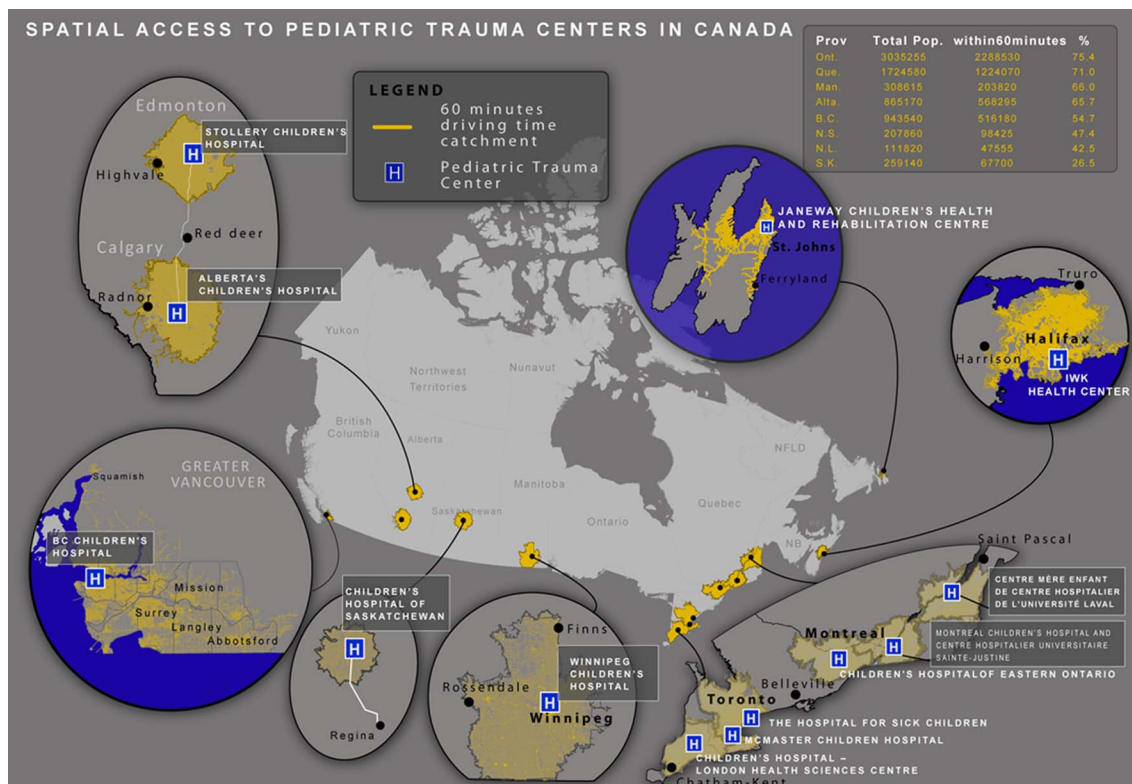 SPATIAL ACCESS TO PEDIATRIC TRAUMA CENTERS IN CANADA
Prov Total Pop. within60minutes %
Ont. 3035255 2288530 75.4
Que. 1724580 1224070 71.0
Man. 308615 203820 66.0
Alta. 865170 568295 65.7
B.C. 943540 516180 54.7
N.S. 207860 98425 47.4
N.L. 111820 47555 42.5
S.K. 259140 67700 26.5
LEGEND
60 minutes
driving time
catchment
H Pediatric Trauma
Center
Edmonton
STOLLERY CHILDREN'S
HOSPITAL
H
Highvale
Red deer
Calgary
ALBERTA'S
CHILDREN'S HOSPITAL
Radnor
H
JANEWAY CHILDREN'S HEALTH
AND REHABILITATION CENTRE
H
St. Johns
Ferryland
Truro
Halifax
Harrison
H
IWK
HEALTH CENTER
Yukon
Northwest
Territories
Nunavut
British
Columbia
Alberta
Saskatchewan
Manitoba
Ontario
Quebec
NFLD
NB
GREATER
VANCOUVER
Squamish
BC CHILDREN'S
HOSPITAL
H
Mission
Surrey
Langley
Abbotsford
CHILDREN'S
HOSPITAL OF
SASKATCHEWAN
H
Regina
Finns
WINNIPEG
CHILDREN'S
HOSPITAL
Rossendale
H
Winnipeg
Saint Pascal
CENTRE MÈRE ENFANT
DE CENTRE HOSPITALIER
DE L'UNIVERSITÉ LAVAL
H
Montreal
MONTREAL CHILDREN'S HOSPITAL AND
CENTRE HOSPITALIER UNIVERSITAIRE
SAINTE-JUSTINE
H
H
CHILDREN'S HOSPITALOF EASTERN ONTARIO
Belleville
Toronto
H
THE HOSPITAL FOR SICK CHILDREN
H
MCMASTER CHILDREN HOSPITAL
H
CHILDREN'S HOSPITAL –
LONDON HEALTH SCIENCES CENTRE
Chatham-Kent